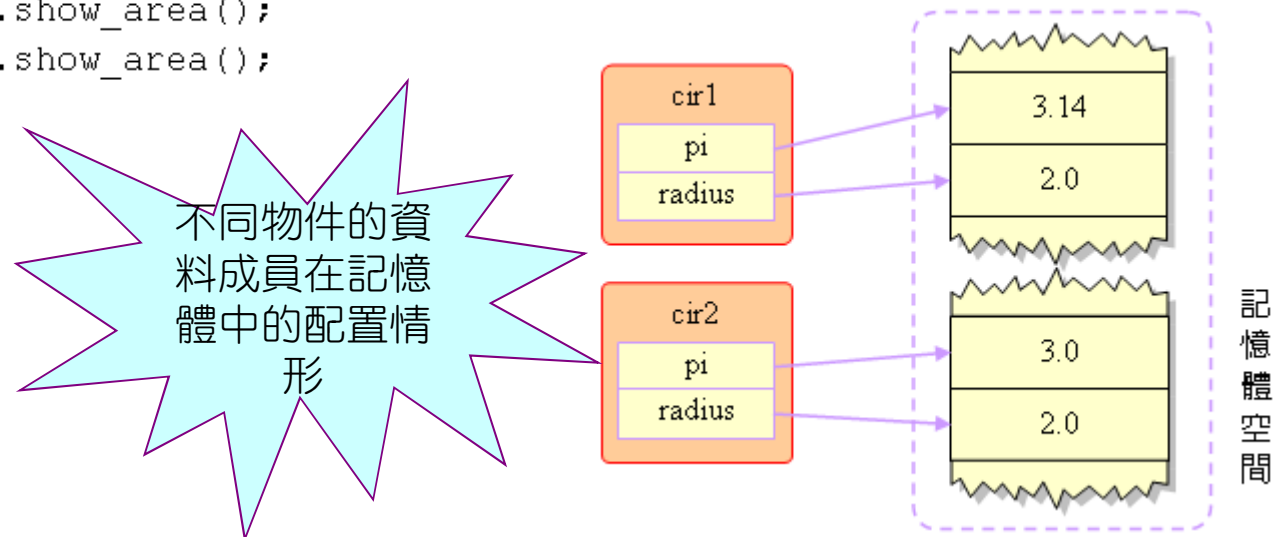 .show_area();
.show_area();
不同物件的資
料成員在記憶
體中的配置情
形
cir1
pi
radius
3.14
2.0
cir2
pi
radius
3.0
2.0
記
憶
體
空
間